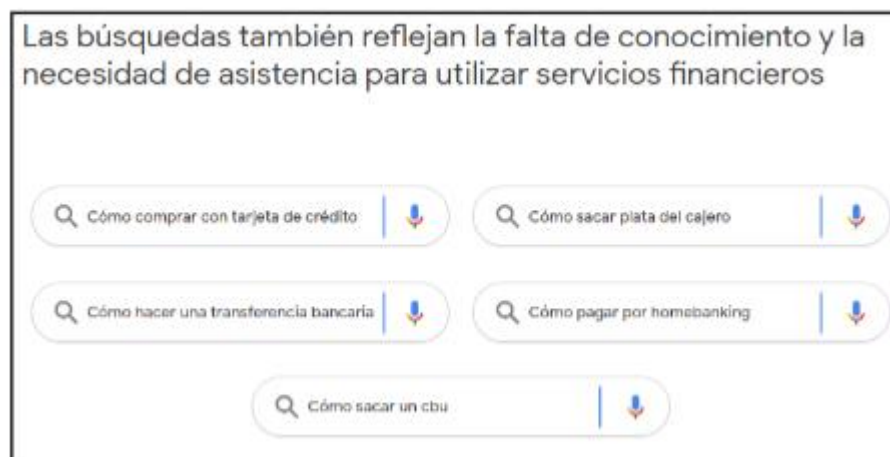 Las búsquedas también reflejan la falta de conocimiento y la
necesidad de asistencia para utilizar servicios financieros
Cómo comprar con tarjeta de crédito
Cómo sacar plata del cajero
Cómo hacer una transferencia bancaria
Cómo pagar por homebanking
Cómo sacar un cbu